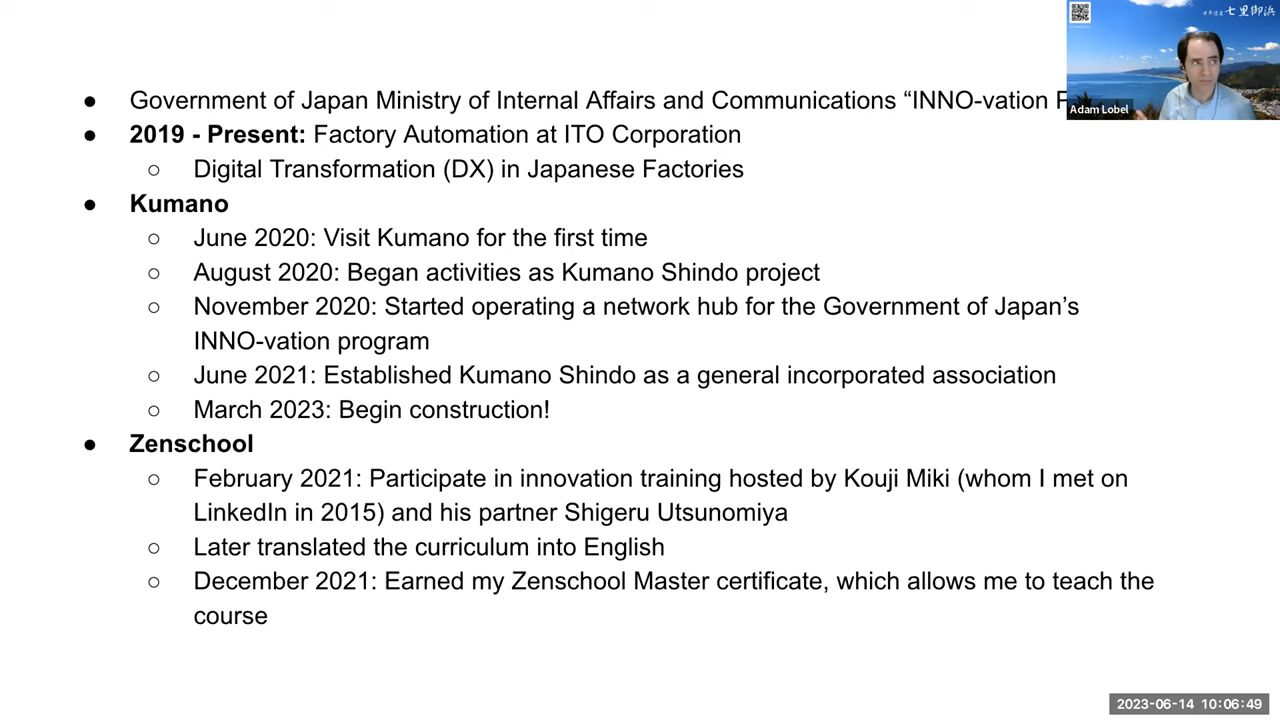 世界遺産 七里御浜
● Government of Japan Ministry of Internal Affairs and Communications “INNO-vation
Adam Lobel
● 2019 - Present: Factory Automation at ITO Corporation
○ Digital Transformation (DX) in Japanese Factories
● Kumano
○ June 2020: Visit Kumano for the first time
○ August 2020: Began activities as Kumano Shindo project
○ November 2020: Started operating a network hub for the Government of Japan’s
INNO-vation program
○ June 2021: Established Kumano Shindo as a general incorporated association
○ March 2023: Begin construction!
● Zenschool
○ February 2021: Participate in innovation training hosted by Kouji Miki (whom I met on
LinkedIn in 2015) and his partner Shigeru Utsunomiya
○ Later translated the curriculum into English
○ December 2021: Earned my Zenschool Master certificate, which allows me to teach the
course
2023-06-14 10:06:49